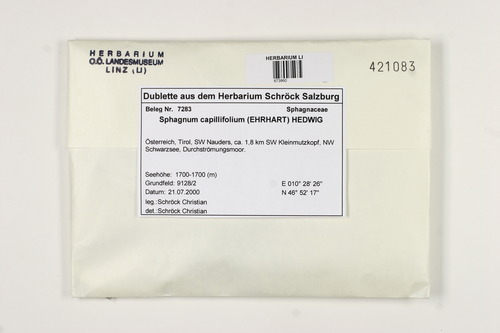 HERBARIUM
O.Ö. LANDESMUSEUM
LINZ (LI)
HERBARIUM LI
421083
Dublette aus dem Herbarium Schröck Salzburg
Beleg Nr. 7283 Sphagnaceae
Sphagnum capillifolium (EHRHART) HEDWIG
Österreich, Tirol, SW Nauders, ca. 1,8 km SW Kleinmutzkopf, NW
Schwarzsee, Durchströmungsmoor.
Seehöhe: 1700-1700 (m)
Grundfeld: 9128/2 E 010° 28' 26"
Datum: 21.07.2000 N 46° 52' 17"
leg.:Schröck Christian
det.:Schröck Christian